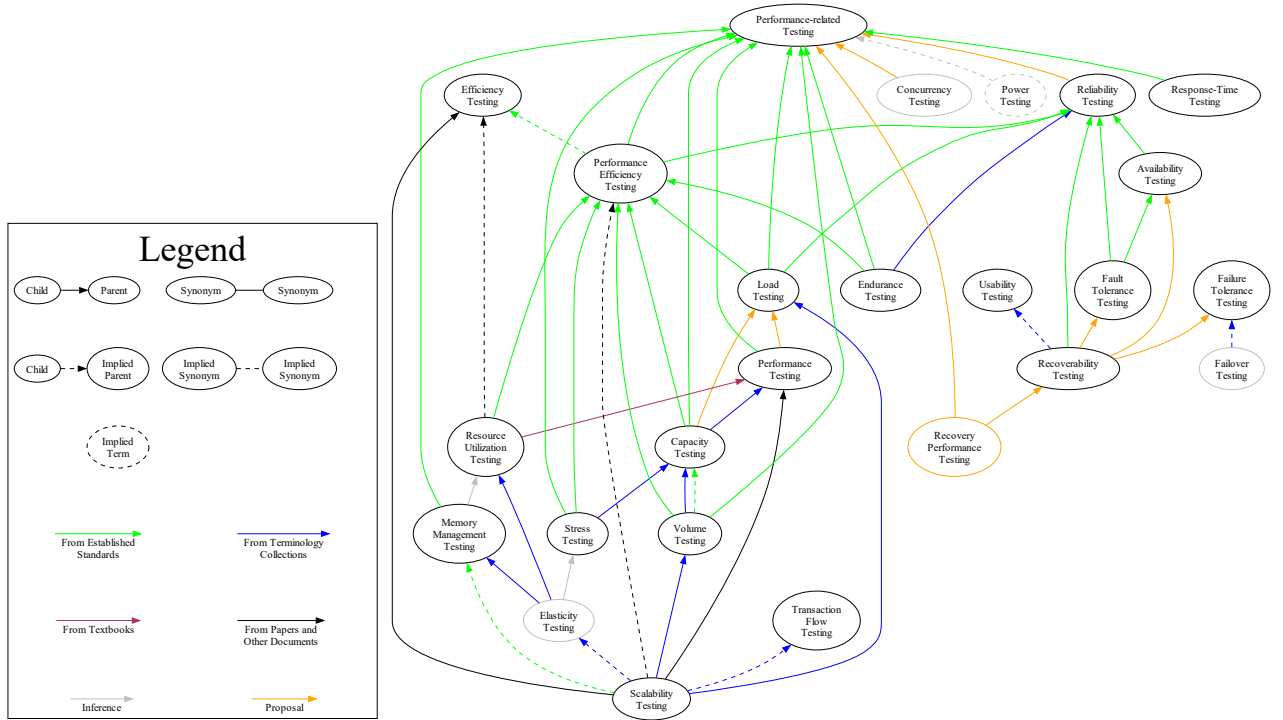 Performance-related
Testing
Efficiency
Testing
Concurrency
Testing
Power
Testing
Reliability
Testing
Response-Time
Testing
Performance
Efficiency
Testing
Availability
Testing
Legend
Child
Parent
Synonym
Synonym
Load
Testing
Endurance
Testing
Usability
Testing
Fault
Tolerance
Testing
Failure
Tolerance
Testing
Child
Implied
Parent
Implied
Synonym
Implied
Synonym
Performance
Testing
Recoverability
Testing
Failover
Testing
Implied
Term
Resource
Utilization
Testing
Capacity
Testing
Recovery
Performance
Testing
From Established
Standards
From Terminology
Collections
Memory
Management
Testing
Stress
Testing
Volume
Testing
From Textbooks
From Papers and
Other Documents
Elasticity
Testing
Transaction
Flow
Testing
Inference
Proposal
Scalability
Testing